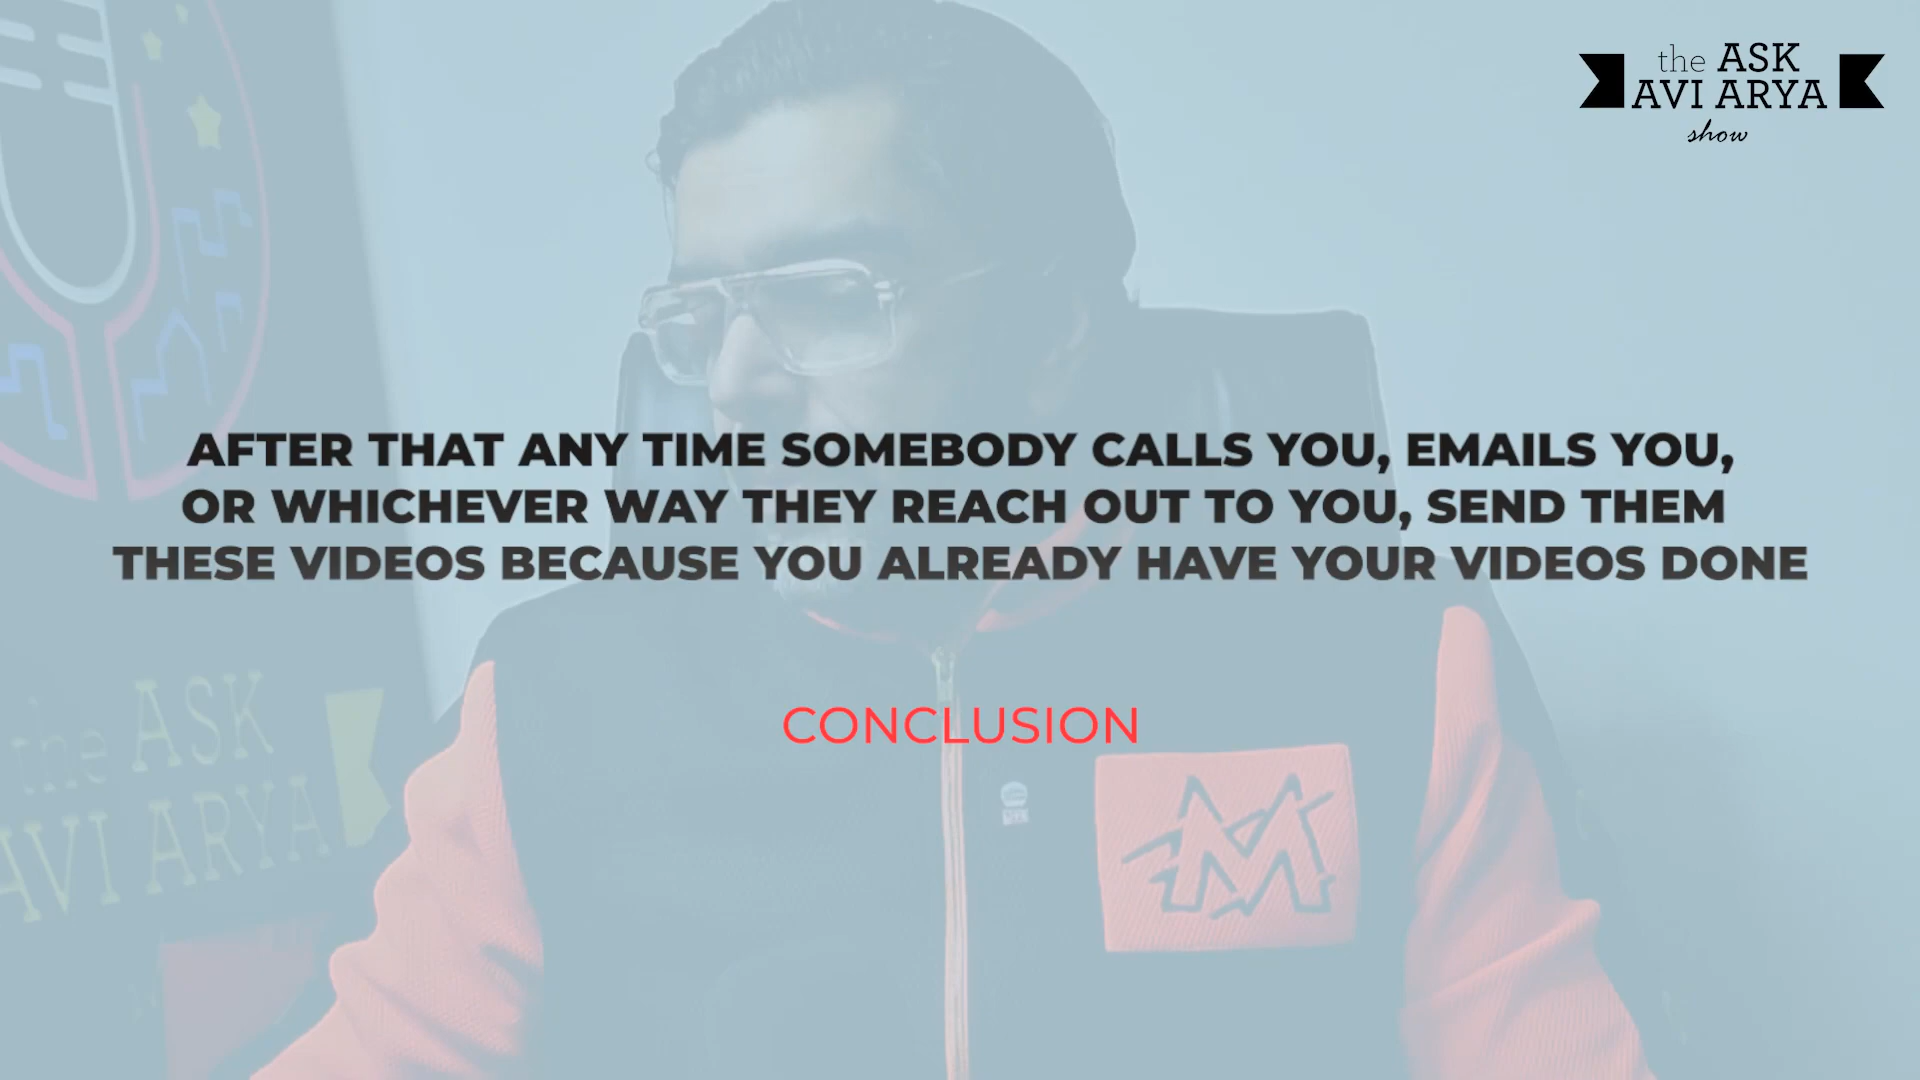 the ASK
AVI ARYA
show
AFTER THAT ANY TIME SOMEBODY CALLS YOU, EMAILS YOU,
OR WHICHEVER WAY THEY REACH OUT TO YOU, SEND THEM
THESE VIDEOS BECAUSE YOU ALREADY HAVE YOUR VIDEOS DONE
the ASK
AVI ARYA
CONCLUSION
M